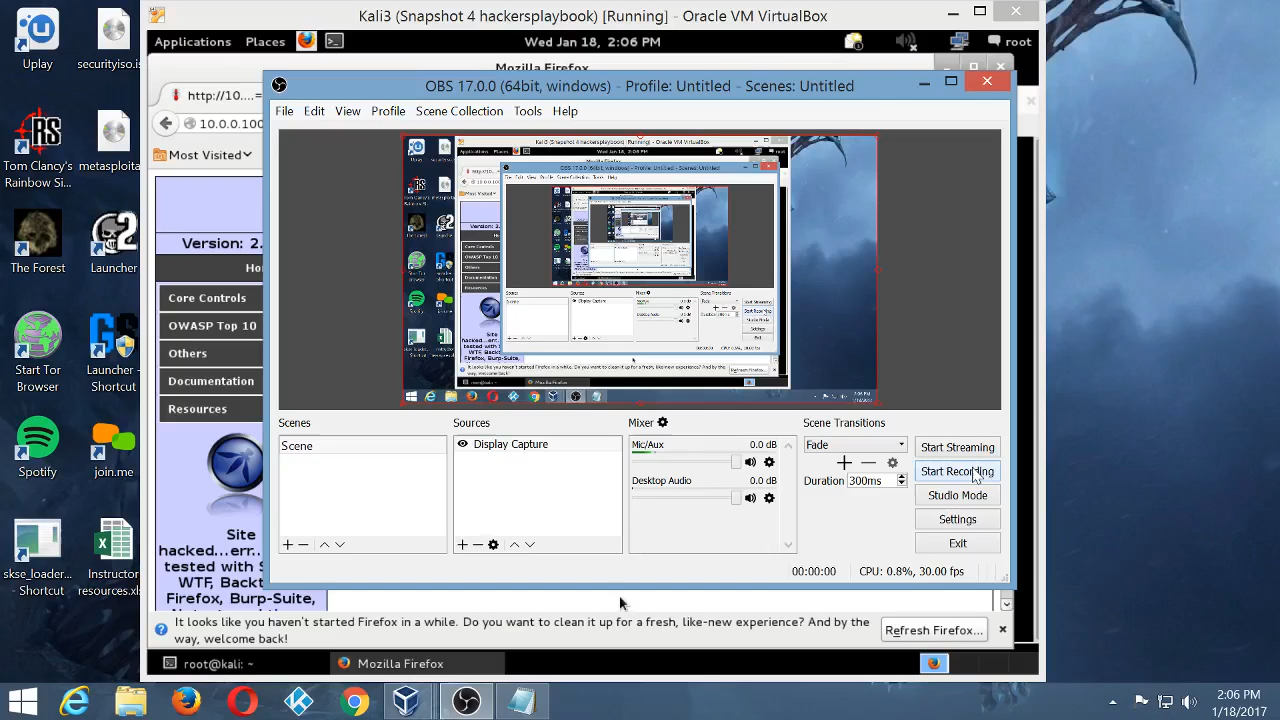 Kali3 (Snapshot 4 hackersplaybook) [Running] - Oracle VM VirtualBox
Applications Places Wed Jan 18, 2:06 PM root
Mozilla Firefox
http://10....=
10.0.0.100
Most Visited
Version: 2.
Core Controls
OWASP Top 10
Others
Documentation
Resources
Site
hacked...err...
tested with S
WTF, Backt
Firefox, Burp-Suite,
OBS 17.0.0 (64bit, windows) - Profile: Untitled - Scenes: Untitled
File Edit View Profile Scene Collection Tools Help
Scenes
Scene
Sources
Display Capture
Mixer
Mic/Aux 0.0 dB
Desktop Audio 0.0 dB
Scene Transitions
Fade
Duration 300ms
Start Streaming
Start Recording
Studio Mode
Settings
Exit
00:00:00 CPU: 0.8%, 30.00 fps
It looks like you haven't started Firefox in a while. Do you want to clean it up for a fresh, like-new experience? And by the
way, welcome back!
Refresh Firefox...
root@kali: ~ Mozilla Firefox
Uplay
securityiso.is
Tom Clancy's
Rainbow Si...
metasploita
The Forest
Launcher
Start Tor
Browser
Launcher -
Shortcut
Spotify
join.me
skse_loader...
- Shortcut
Instructor
resources.xls
2:06 PM
1/18/2017